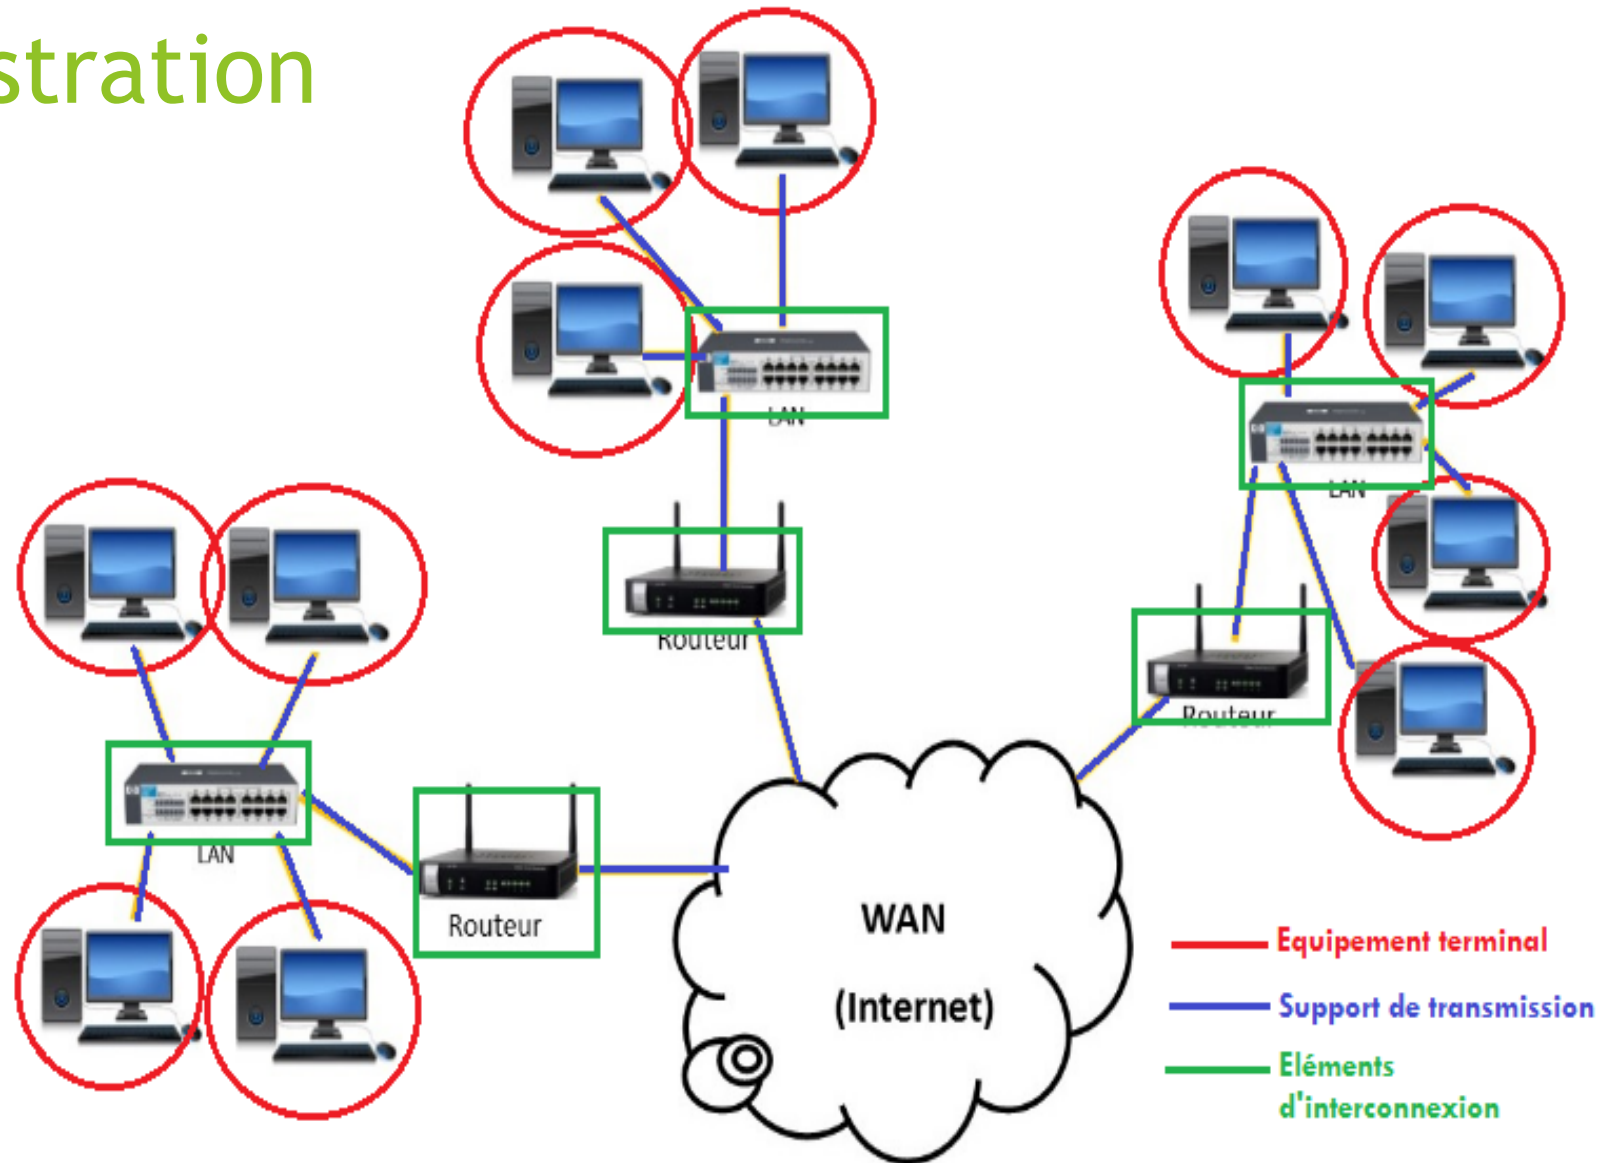 stration
LAN
LAN
Routeur
Routeur
LAN
Routeur
WAN
(Internet)
Equipement terminal
Support de transmission
Eléments
d'interconnexion